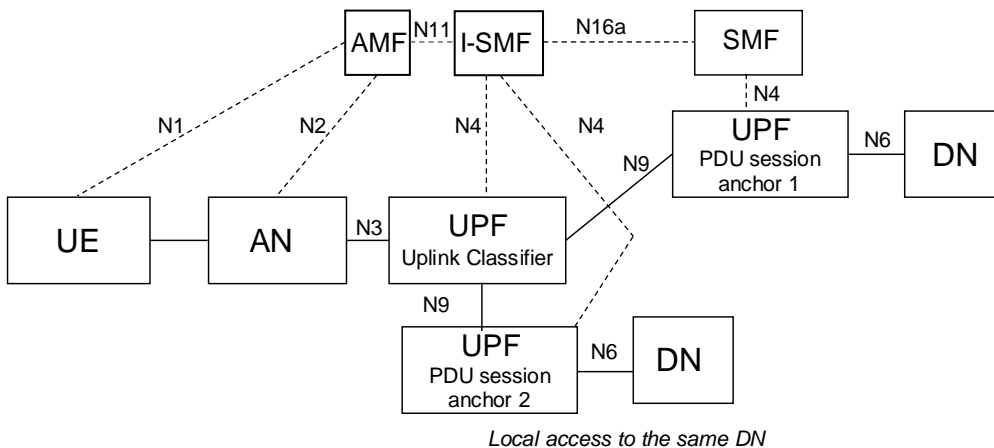 AMF
N11
I-SMF
N16a
SMF
N1
N2
N4
N4
N4
UPF
PDU session
anchor 1
N6
DN
N9
UE
AN
N3
UPF
Uplink Classifier
N9
UPF
PDU session
anchor 2
N6
DN
Local access to the same DN